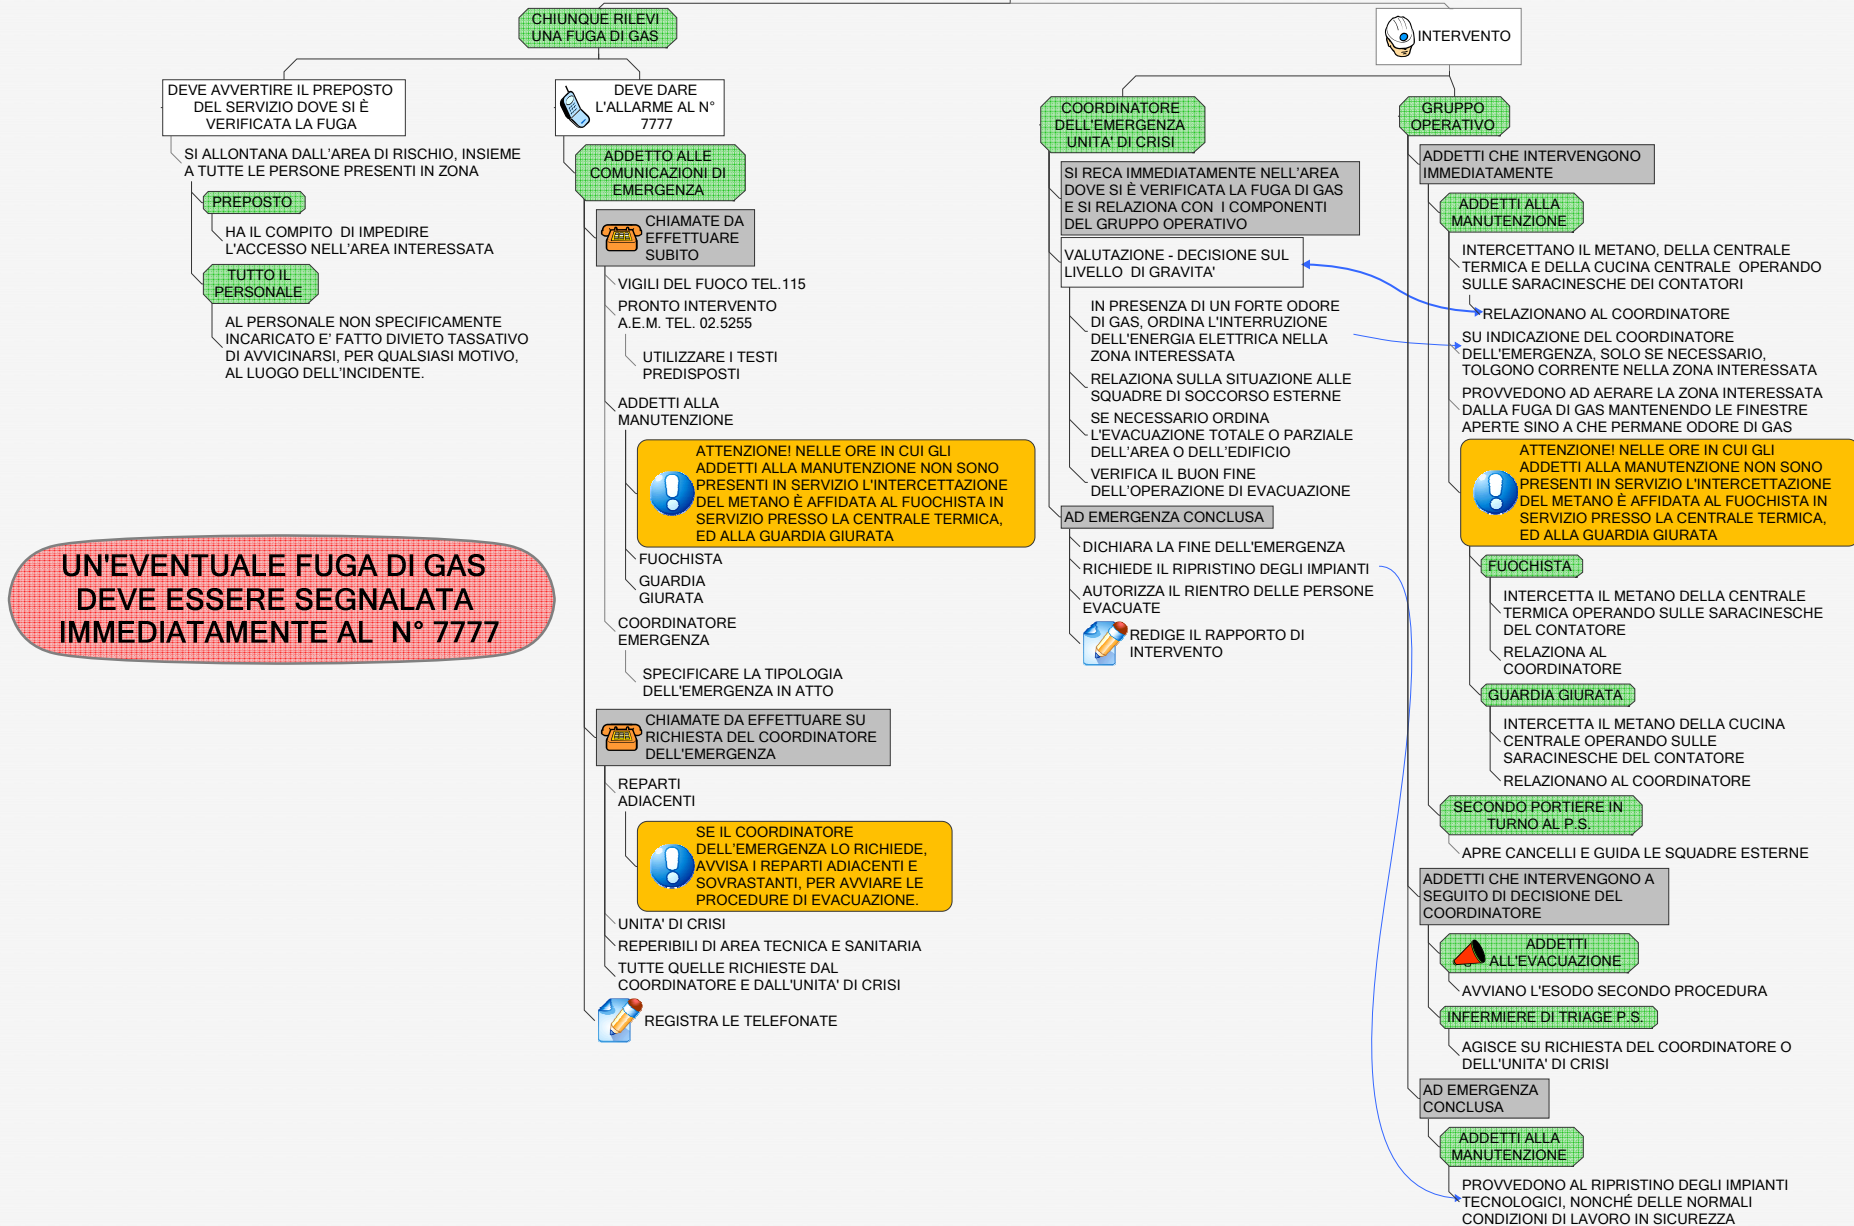 CHIUNQUE RILEVI
UNA FUGA DI GAS
DEVE AVVERTIRE IL PREPOSTO
DEL SERVIZIO DOVE SI È
VERIFICATA LA FUGA
SI ALLONTANA DALL'AREA DI RISCHIO, INSIEME
A TUTTE LE PERSONE PRESENTI IN ZONA
PREPOSTO
HA IL COMPITO  DI IMPEDIRE
L'ACCESSO NELL'AREA INTERESSATA
TUTTO IL
PERSONALE
AL PERSONALE NON SPECIFICAMENTE
INCARICATO E' FATTO DIVIETO TASSATIVO
DI AVVICINARSI, PER QUALSIASI MOTIVO,
AL LUOGO DELL'INCIDENTE.
UN'EVENTUALE FUGA DI GAS
DEVE ESSERE SEGNALATA
IMMEDIATAMENTE AL  N° 7777
DEVE DARE
L'ALLARME AL N°
7777
ADDETTO ALLE
COMUNICAZIONI DI
EMERGENZA
CHIAMATE DA
EFFETTUARE
SUBITO
VIGILI DEL FUOCO TEL.115
PRONTO INTERVENTO
A.E.M. TEL. 02.5255
UTILIZZARE I TESTI
PREDISPOSTI
ADDETTI ALLA
MANUTENZIONE
ATTENZIONE! NELLE ORE IN CUI GLI
ADDETTI ALLA MANUTENZIONE NON SONO
PRESENTI IN SERVIZIO L'INTERCETTAZIONE
DEL METANO È AFFIDATA AL FUOCHISTA IN
SERVIZIO PRESSO LA CENTRALE TERMICA,
ED ALLA GUARDIA GIURATA
FUOCHISTA
GUARDIA
GIURATA
COORDINATORE
EMERGENZA
SPECIFICARE LA TIPOLOGIA
DELL'EMERGENZA IN ATTO
CHIAMATE DA EFFETTUARE SU
RICHIESTA DEL COORDINATORE
DELL'EMERGENZA
REPARTI
ADIACENTI
SE IL COORDINATORE
DELL'EMERGENZA LO RICHIEDE,
AVVISA I REPARTI ADIACENTI E
SOVRASTANTI, PER AVVIARE LE
PROCEDURE DI EVACUAZIONE.
UNITA' DI CRISI
REPERIBILI DI AREA TECNICA E SANITARIA
TUTTE QUELLE RICHIESTE DAL
COORDINATORE E DALL'UNITA' DI CRISI
REGISTRA LE TELEFONATE
INTERVENTO
COORDINATORE
DELL'EMERGENZA
UNITA' DI CRISI
SI RECA IMMEDIATAMENTE NELL'AREA
DOVE SI È VERIFICATA LA FUGA DI GAS
E SI RELAZIONA CON  I COMPONENTI
DEL GRUPPO OPERATIVO
VALUTAZIONE - DECISIONE SUL
LIVELLO  DI GRAVITA'
IN PRESENZA DI UN FORTE ODORE
DI GAS, ORDINA L'INTERRUZIONE
DELL'ENERGIA ELETTRICA NELLA
ZONA INTERESSATA
RELAZIONA SULLA SITUAZIONE ALLE
SQUADRE DI SOCCORSO ESTERNE
SE NECESSARIO ORDINA
L'EVACUAZIONE TOTALE O PARZIALE
DELL'AREA O DELL'EDIFICIO
VERIFICA IL BUON FINE
DELL'OPERAZIONE DI EVACUAZIONE
AD EMERGENZA CONCLUSA
DICHIARA LA FINE DELL'EMERGENZA
RICHIEDE IL RIPRISTINO DEGLI IMPIANTI
AUTORIZZA IL RIENTRO DELLE PERSONE
EVACUATE
REDIGE IL RAPPORTO DI
INTERVENTO
GRUPPO
OPERATIVO
ADDETTI CHE INTERVENGONO
IMMEDIATAMENTE
ADDETTI ALLA
MANUTENZIONE
INTERCETTANO IL METANO, DELLA CENTRALE
TERMICA E DELLA CUCINA CENTRALE  OPERANDO
SULLE SARACINESCHE DEI CONTATORI
RELAZIONANO AL COORDINATORE
SU INDICAZIONE DEL COORDINATORE
DELL'EMERGENZA, SOLO SE NECESSARIO,
TOLGONO CORRENTE NELLA ZONA INTERESSATA
PROVVEDONO AD AERARE LA ZONA INTERESSATA
DALLA FUGA DI GAS MANTENENDO LE FINESTRE
APERTE SINO A CHE PERMANE ODORE DI GAS
ATTENZIONE! NELLE ORE IN CUI GLI
ADDETTI ALLA MANUTENZIONE NON SONO
PRESENTI IN SERVIZIO L'INTERCETTAZIONE
DEL METANO È AFFIDATA AL FUOCHISTA IN
SERVIZIO PRESSO LA CENTRALE TERMICA,
ED ALLA GUARDIA GIURATA
FUOCHISTA
INTERCETTA IL METANO DELLA CENTRALE
TERMICA OPERANDO SULLE SARACINESCHE
DEL CONTATORE
RELAZIONA AL
COORDINATORE
GUARDIA GIURATA
INTERCETTA IL METANO DELLA CUCINA
CENTRALE OPERANDO SULLE
SARACINESCHE DEL CONTATORE
RELAZIONANO AL COORDINATORE
SECONDO PORTIERE IN
TURNO AL P.S.
APRE CANCELLI E GUIDA LE SQUADRE ESTERNE
ADDETTI CHE INTERVENGONO A
SEGUITO DI DECISIONE DEL
COORDINATORE
ADDETTI
ALL'EVACUAZIONE
AVVIANO L'ESODO SECONDO PROCEDURA
INFERMIERE DI TRIAGE P.S.
AGISCE SU RICHIESTA DEL COORDINATORE O
DELL'UNITA' DI CRISI
AD EMERGENZA
CONCLUSA
ADDETTI ALLA
MANUTENZIONE
PROVVEDONO AL RIPRISTINO DEGLI IMPIANTI
TECNOLOGICI, NONCHÉ DELLE NORMALI
CONDIZIONI DI LAVORO IN SICUREZZA